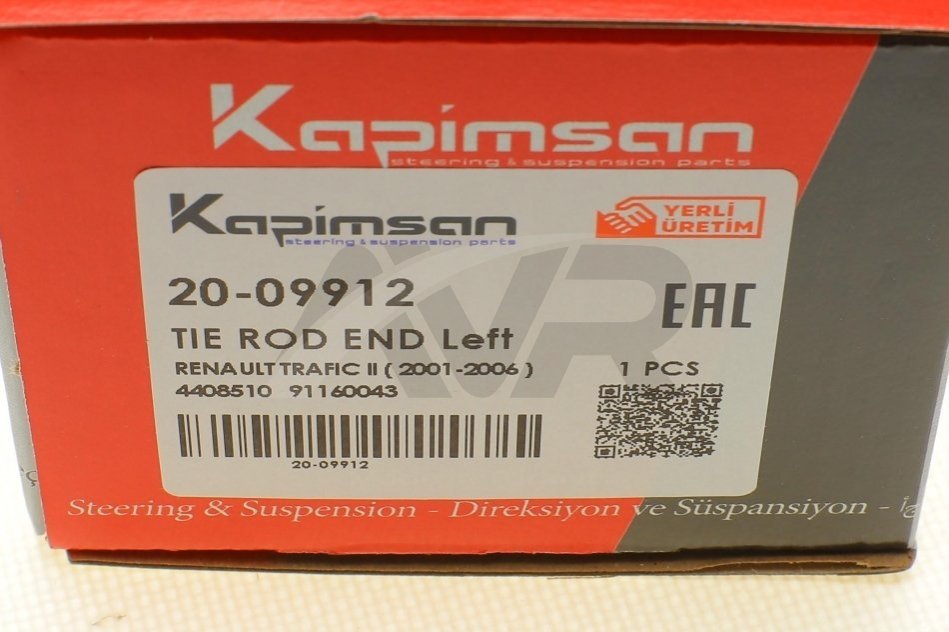 Kapimsan
steering & suspension parts
Kapimsan
steering & suspension parts
YERLİ
ÜRETİM
20-09912
AVR
EAC
TIE ROD END Left
RENAULT TRAFIC II ( 2001-2006 )
1 PCS
4408510 91160043
20-09912
Steering & Suspension - Direksiyon ve Süspansiyon -